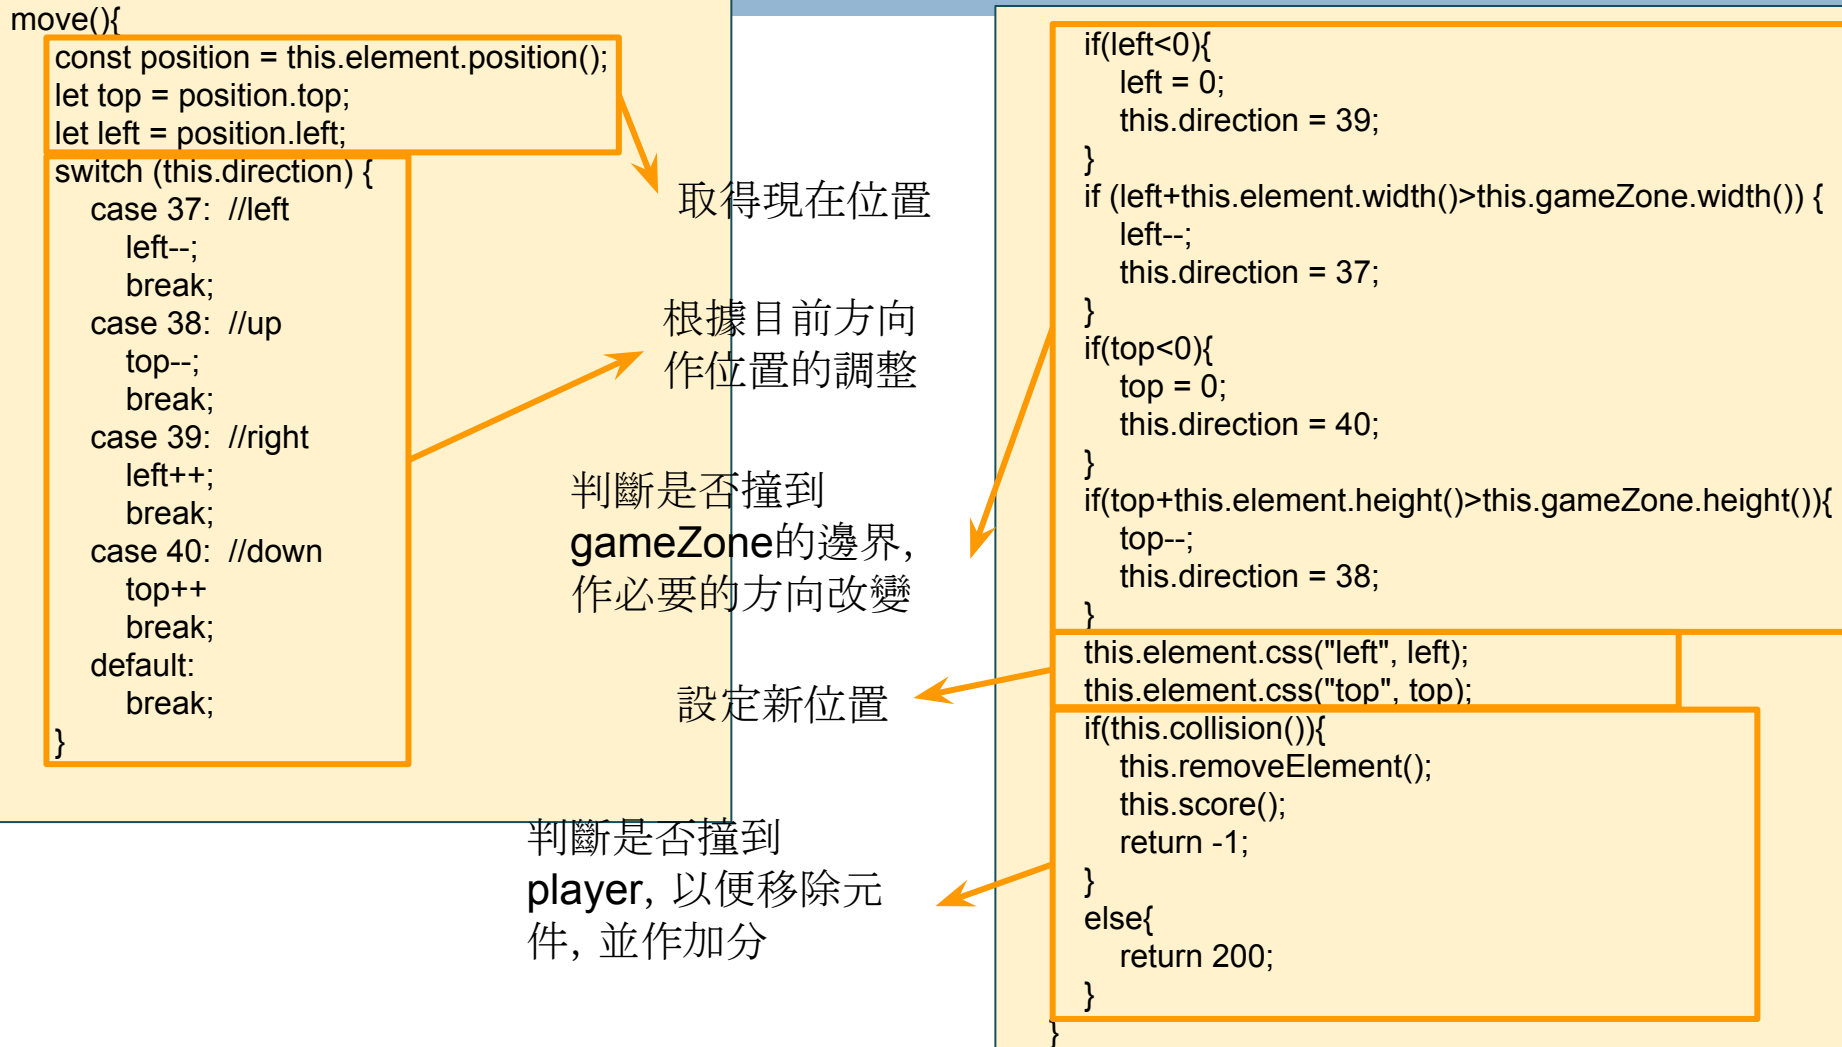 move(){
const position = this.element.position();
let top = position.top;
let left = position.left;
switch (this.direction) {
case 37:  //left
left--;
break;
case 38:  //up
top--;
break;
case 39:  //right
left++;
break;
case 40:  //down
top++
break;
default:
break;
}
取得現在位置
根據目前方向
作位置的調整
判斷是否撞到
gameZone的邊界,
作必要的方向改變
設定新位置
判斷是否撞到
player, 以便移除元
件, 並作加分
if(left<0){
left = 0;
this.direction = 39;
}
if (left+this.element.width()>this.gameZone.width()) {
left--;
this.direction = 37;
}
if(top<0){
top = 0;
this.direction = 40;
}
if(top+this.element.height()>this.gameZone.height()){
top--;
this.direction = 38;
}
this.element.css("left", left);
this.element.css("top", top);
if(this.collision()){
this.removeElement();
this.score();
return -1;
}
else{
return 200;
}
}